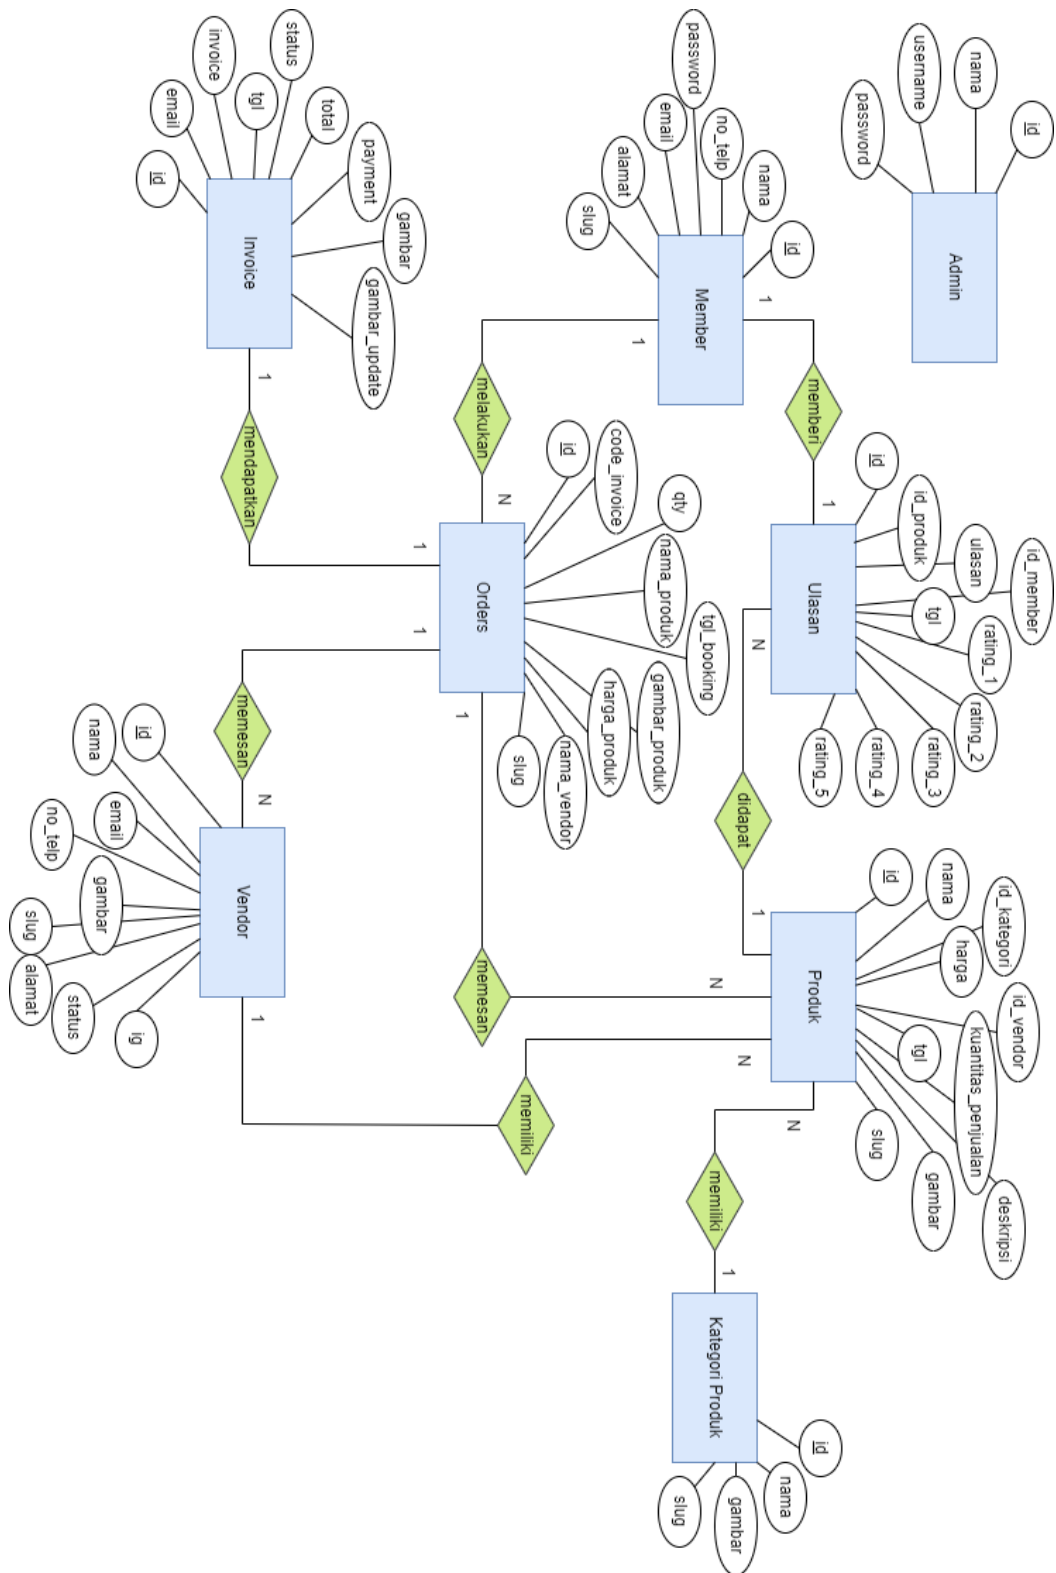 id
nama
username
password
Admin
id
nama
no_telp
password
email
alamat
slug
Member
1
1
memberi
1
melakukan
N
status
invoice
tgl
email
id
total
payment
gambar
gambar_update
Invoice
1
mendapatkan
1
id
id_produk
ulasan
id_member
tgl
rating_1
rating_2
rating_3
rating_4
rating_5
Ulasan
N
didapat
1
id
code_invoice
qty
nama_produk
tgl_booking
gambar_produk
harga_produk
nama_vendor
slug
Orders
1
memesan
N
1
memesan
N
id
nama
email
no_telp
gambar
slug
alamat
status
ig
Vendor
1
memiliki
N
id
nama
id_kategori
harga
id_vendor
kuantitas_penjualan
tgl
deskripsi
gambar
slug
Produk
N
memiliki
1
Kategori Produk
id
nama
gambar
slug